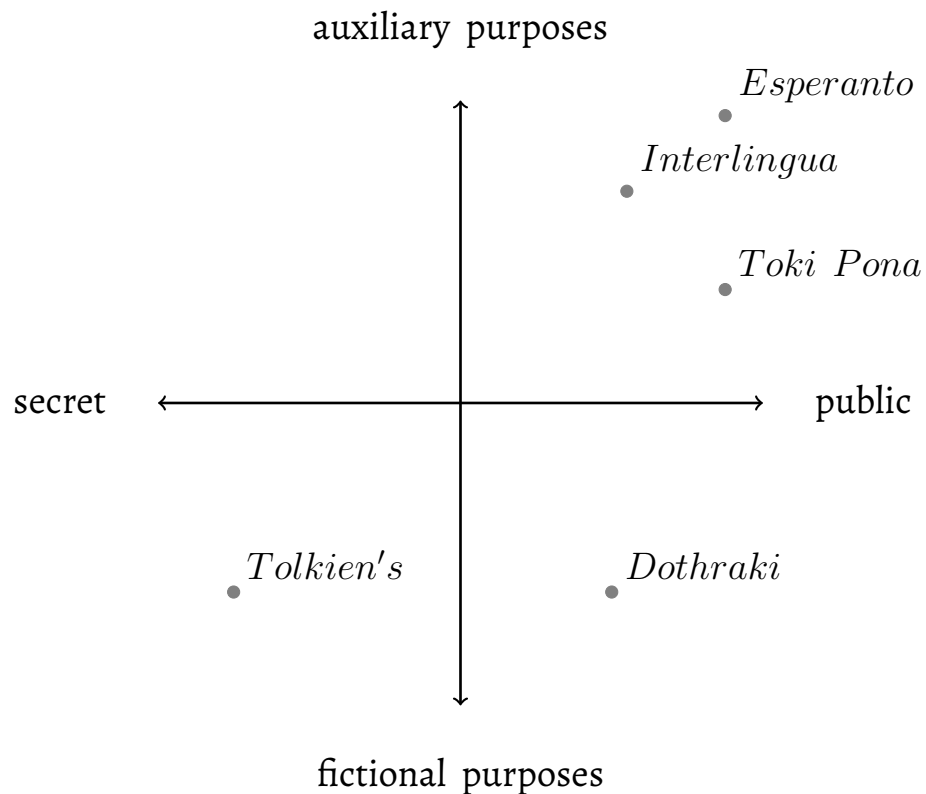 auxiliary purposes
Esperanto
Interlingua
Toki Pona
secret
public
Tolkien's
Dothraki
fictional purposes